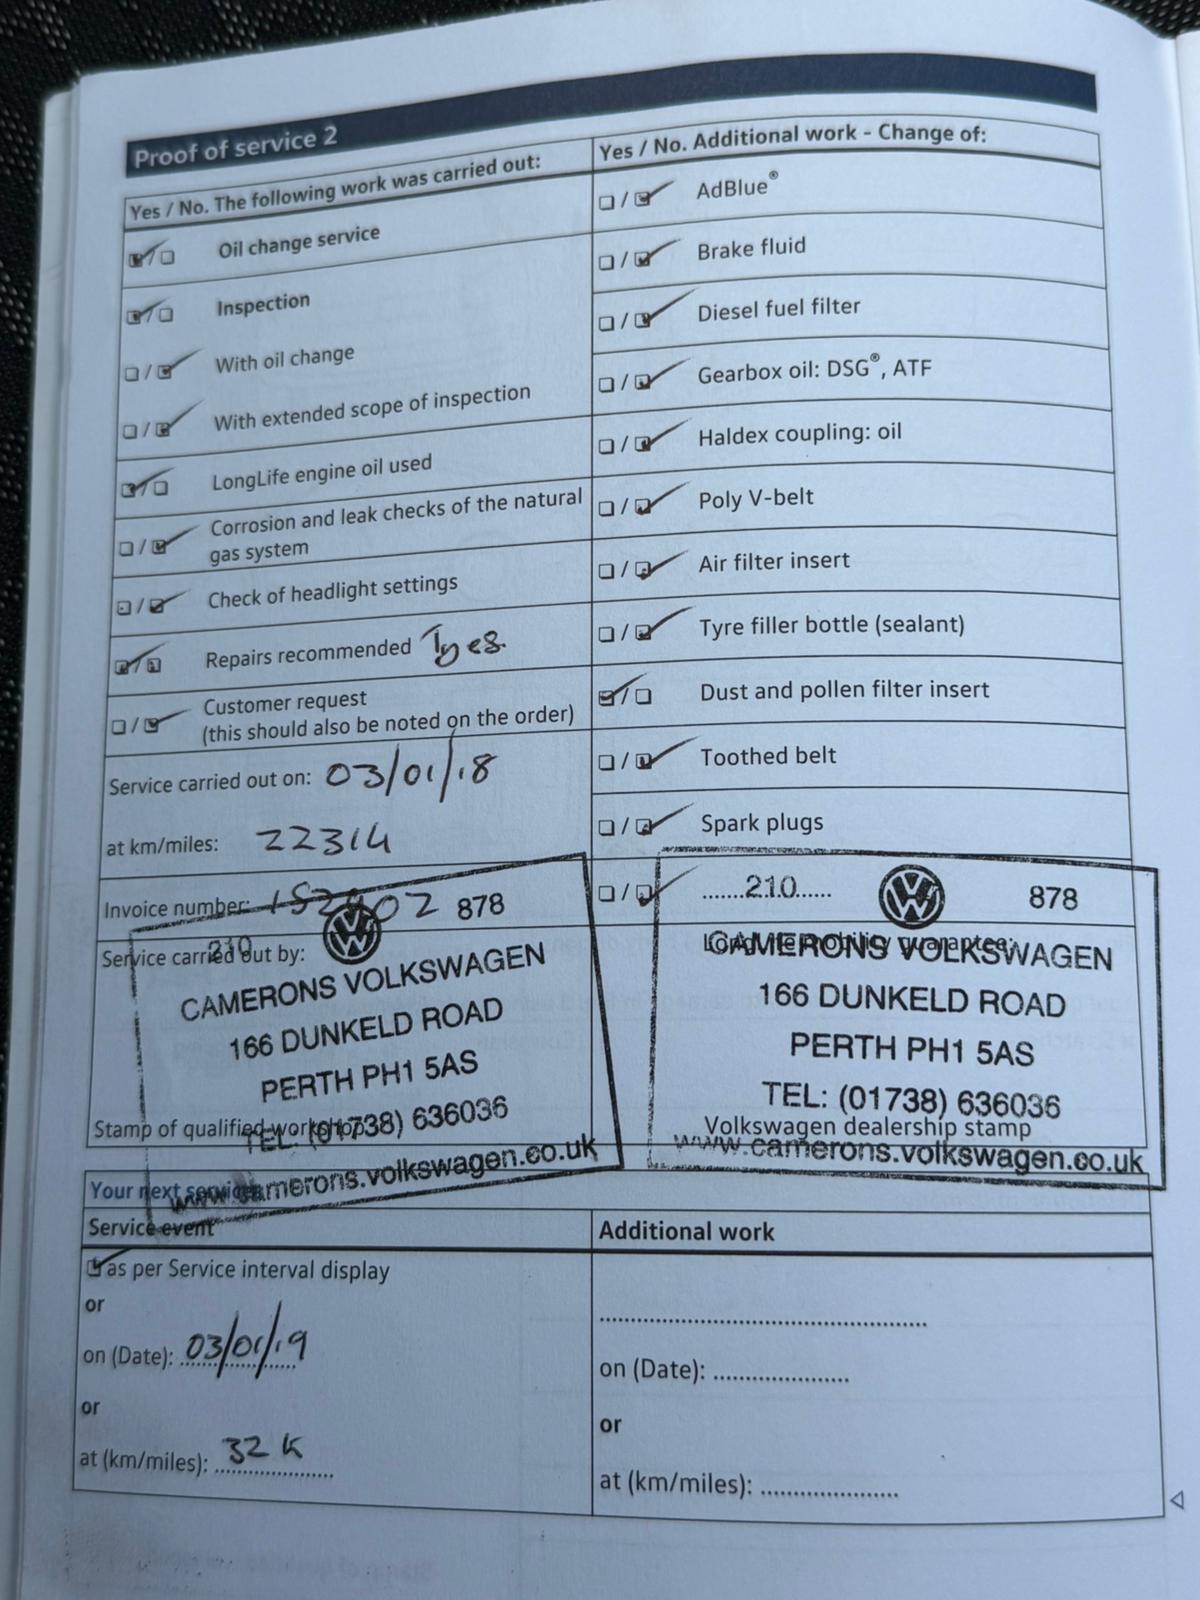 Proof of service 2
Yes / No. The following work was carried out:
Oil change service
Inspection
With oil change
With extended scope of inspection
LongLife engine oil used
Corrosion and leak checks of the natural
gas system
Check of headlight settings
Repairs recommended Tyres
Customer request
(this should also be noted on the order)
Service carried out on: 03/01/18
at km/miles: 22314
Invoice number:
Service carried out by:
210
878
CAMERONS VOLKSWAGEN
166 DUNKELD ROAD
PERTH PH1 5AS
TEL: (01738) 636036
www.camerons.volkswagen.co.uk
Stamp of qualified workshop
Yes / No. Additional work - Change of:
AdBlue®
Brake fluid
Diesel fuel filter
Gearbox oil: DSG®, ATF
Haldex coupling: oil
Poly V-belt
Air filter insert
Tyre filler bottle (sealant)
Dust and pollen filter insert
Toothed belt
Spark plugs
210
878
LongLife mobility guarantee:
CAMERONS VOLKSWAGEN
166 DUNKELD ROAD
PERTH PH1 5AS
TEL: (01738) 636036
Volkswagen dealership stamp
www.camerons.volkswagen.co.uk
Your next service:
Service event
as per Service interval display
or
on (Date): 03/01/19
or
at (km/miles): 32 K
Additional work
on (Date):
or
at (km/miles):